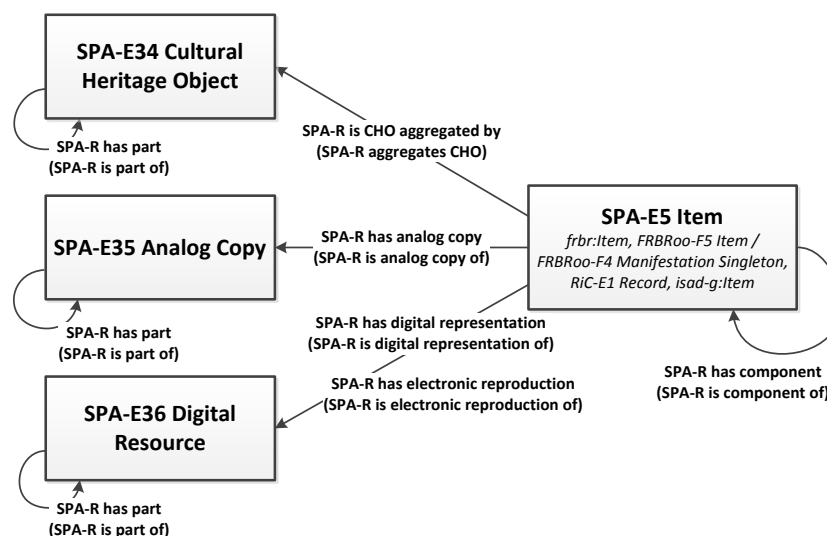 SPA-E34 Cultural
Heritage Object
SPA-R has part
(SPA-R is part of)
SPA-R is CHO aggregated by
(SPA-R aggregates CHO)
SPA-E35 Analog Copy
SPA-R has part
(SPA-R is part of)
SPA-R has analog copy
(SPA-R is analog copy of)
SPA-E5 Item
frbr:Item, FRBRoo-F5 Item /
FRBRoo-F4 Manifestation Singleton,
RiC-E1 Record, isad-g:Item
SPA-R has component
(SPA-R is component of)
SPA-R has digital representation
(SPA-R is digital representation of)
SPA-R has electronic reproduction
(SPA-R is electronic reproduction of)
SPA-E36 Digital
Resource
SPA-R has part
(SPA-R is part of)